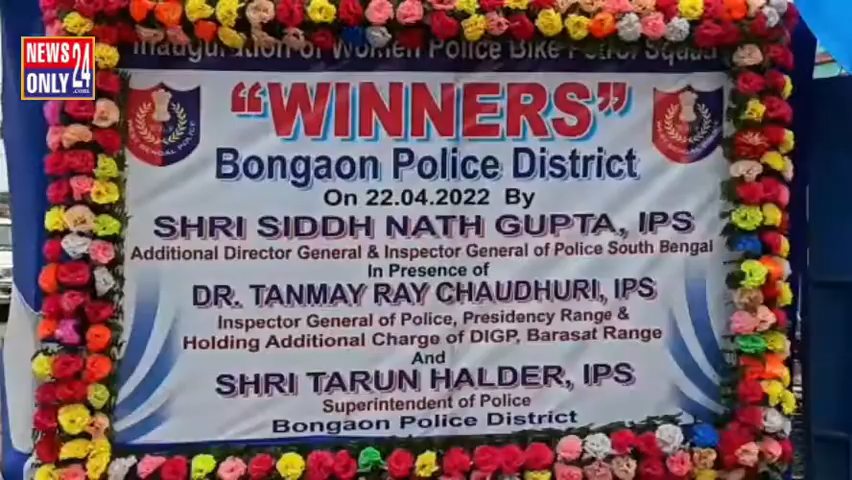 NEWS 24
ONLY .com
Inauguration of Women Police Bike Patrol Squad
"WINNERS"
Bongaon Police District
On 22.04.2022 By
SHRI SIDDH NATH GUPTA, IPS
Additional Director General & Inspector General of Police South Bengal
In Presence of
DR. TANMAY RAY CHAUDHURI, IPS
Inspector General of Police, Presidency Range &
Holding Additional Charge of DIGP, Barasat Range
And
SHRI TARUN HALDER, IPS
Superintendent of Police
Bongaon Police District